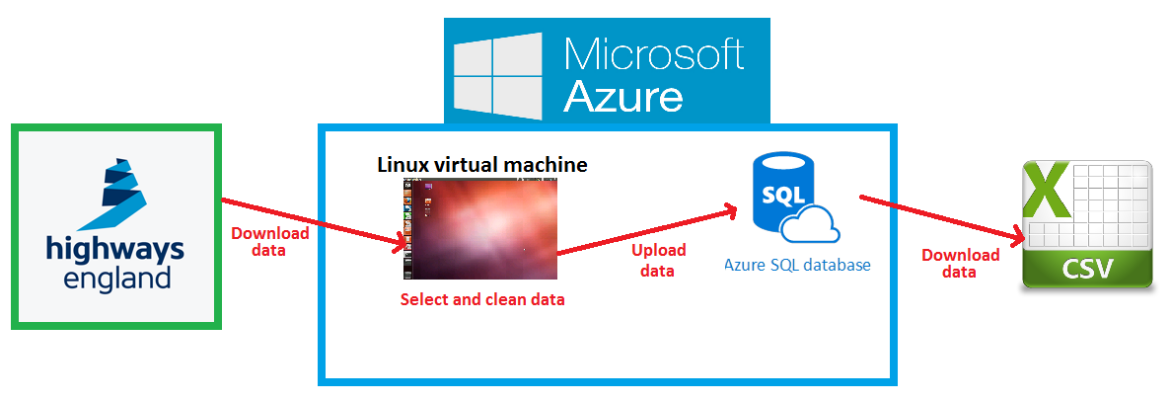 Microsoft
Azure
highways
england
Download
data
Linux virtual machine
Select and clean data
Upload
data
SQL
Azure SQL database
Download
data
X
CSV